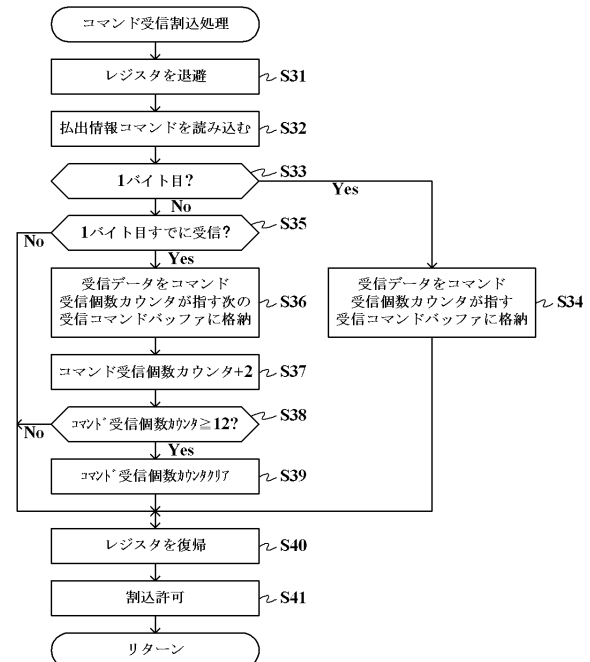 コマンド受信割込処理
レジスタを退避
S31
払出情報コマンドを読み込む
S32
1バイト目?
S33
Yes
No
1バイト目すでに受信?
S35
No
Yes
受信データをコマンド
受信個数カウンタが指す次の
受信コマンドバッファに格納
S36
受信データをコマンド
受信個数カウンタが指す
受信コマンドバッファに格納
S34
コマンド受信個数カウンタ+2
S37
コマンド受信個数カウンタ≧12?
S38
No
Yes
コマンド受信個数カウンタクリア
S39
レジスタを復帰
S40
割込許可
S41
リターン